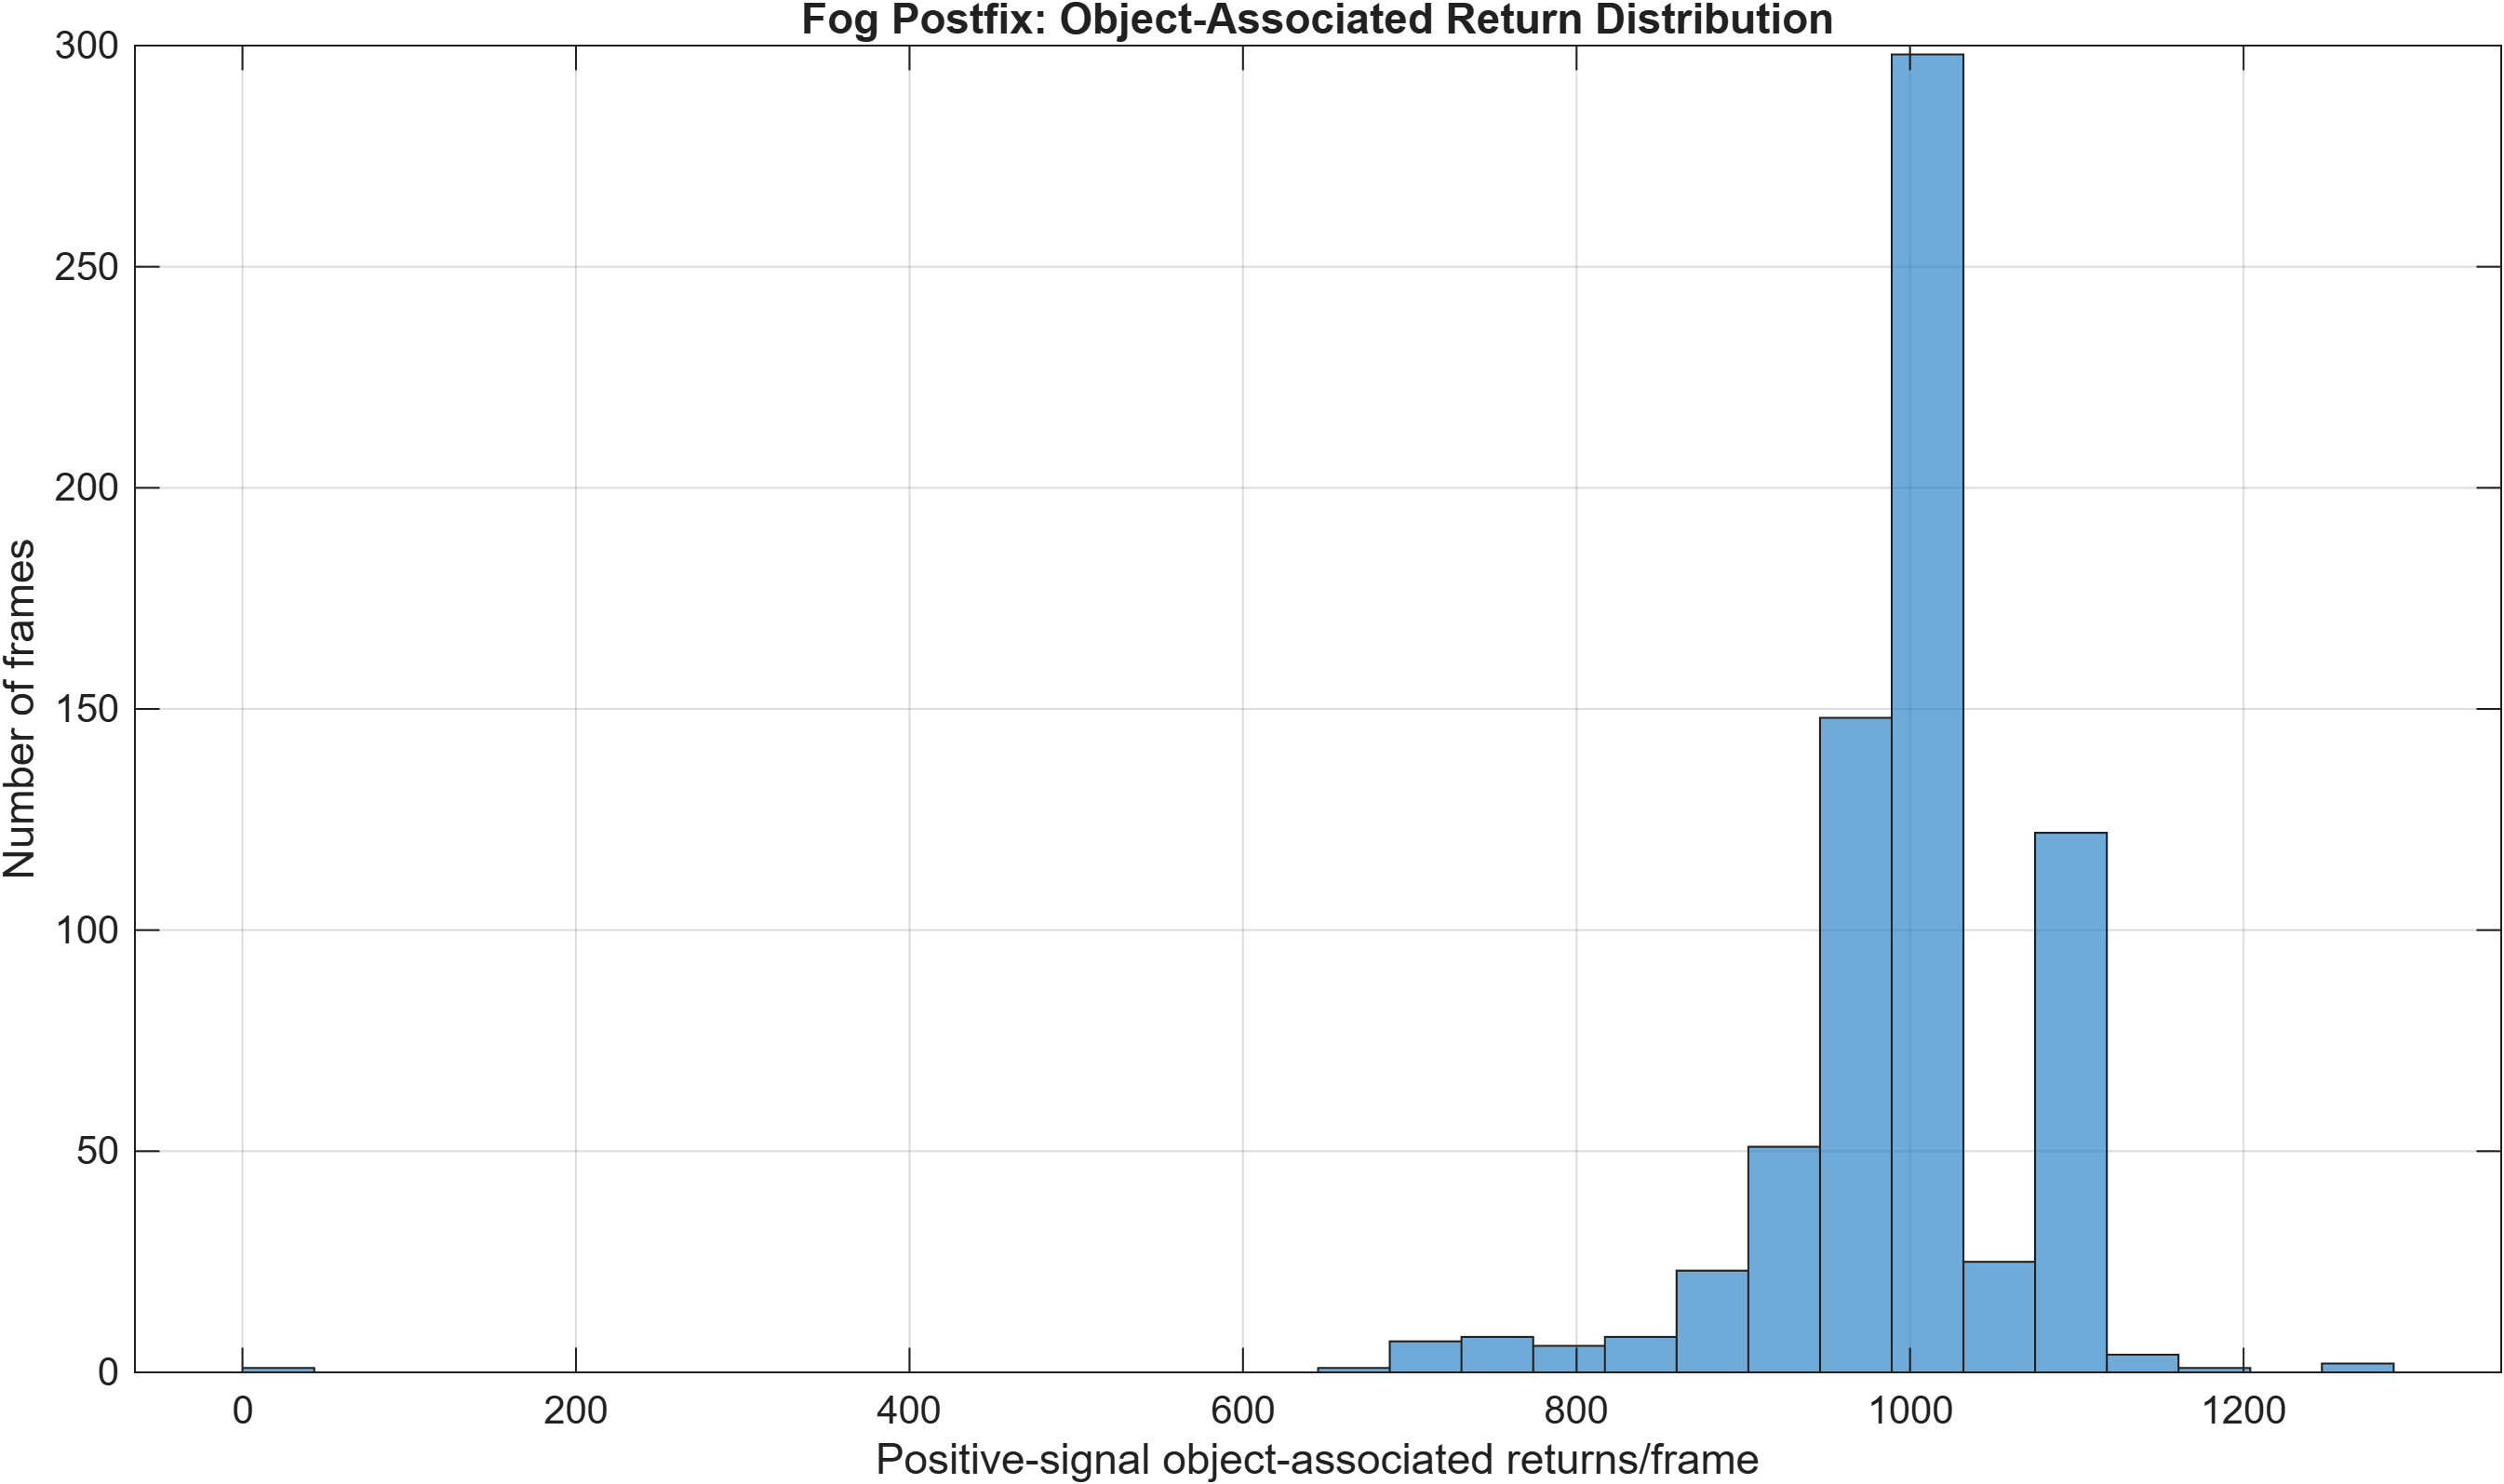 Fog Postfix: Object-Associated Return Distribution
300
250
200
150
100
50
0
Number of frames
0 200 400 600 800 1000 1200
Positive-signal object-associated returns/frame